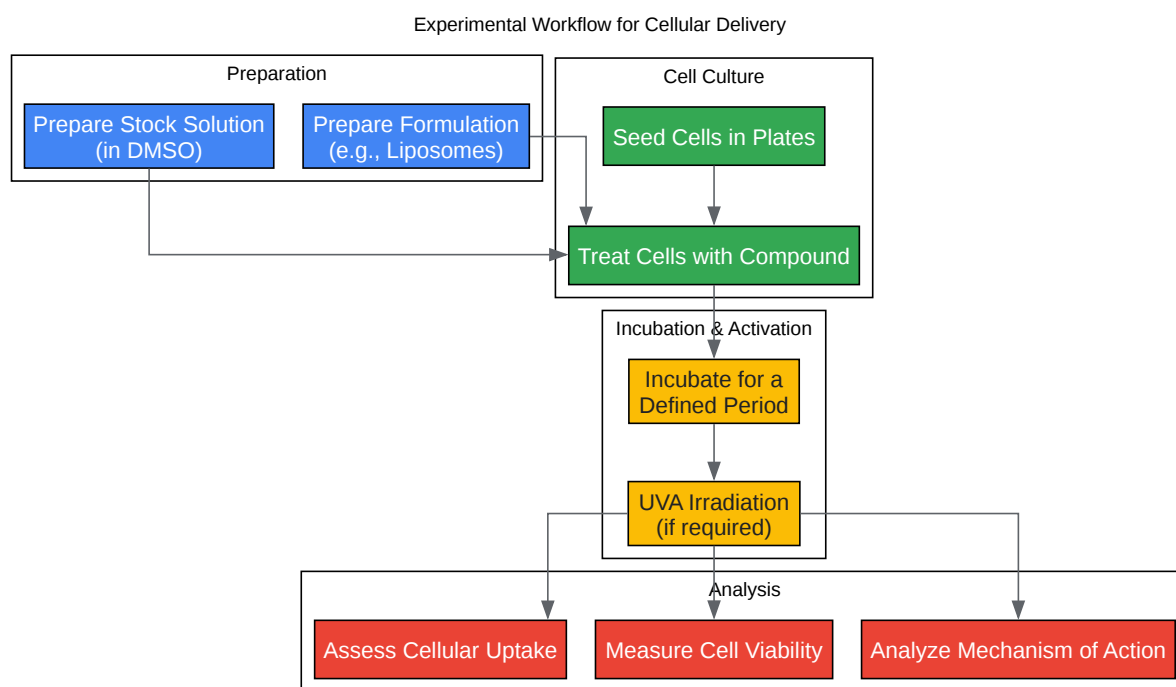 Experimental Workflow for Cellular Delivery
Preparation
Prepare Stock Solution
(in DMSO)
Prepare Formulation
(e.g., Liposomes)
Cell Culture
Seed Cells in Plates
Treat Cells with Compound
Incubation & Activation
Incubate for a
Defined Period
UVA Irradiation
(if required)
Analysis
Assess Cellular Uptake
Measure Cell Viability
Analyze Mechanism of Action